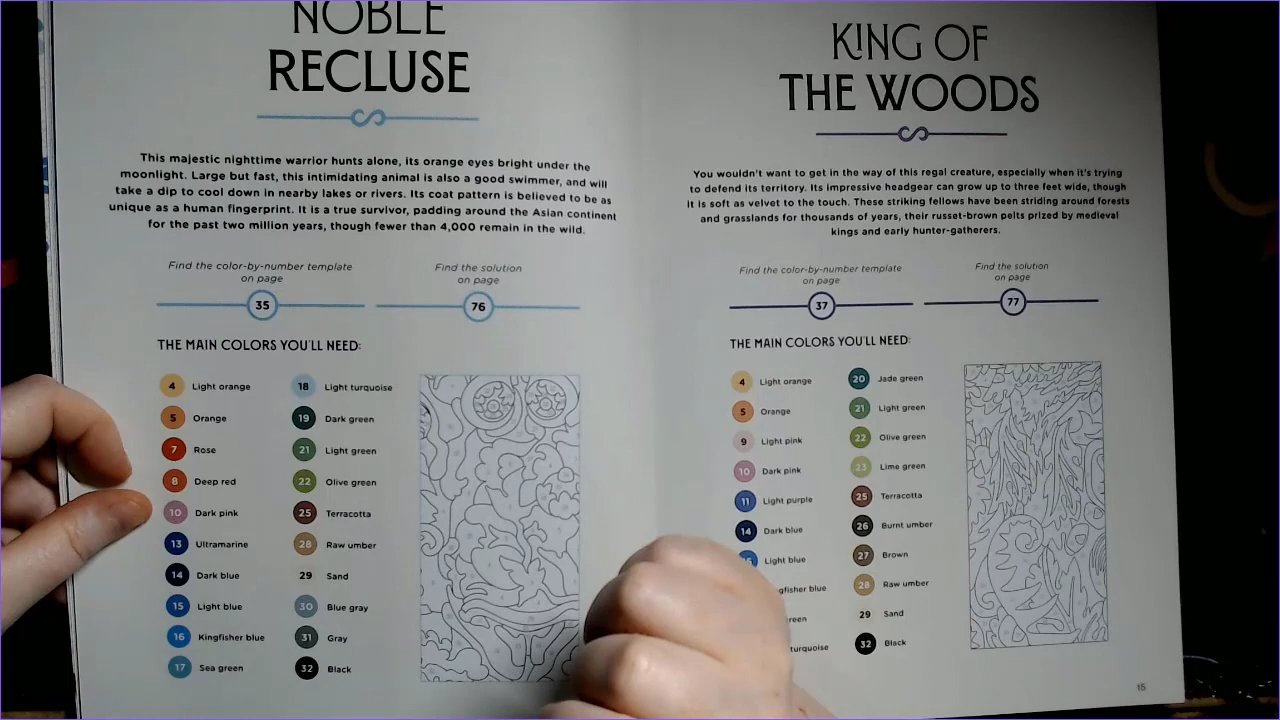 NOBLE
RECLUSE
This majestic nighttime warrior hunts alone, its orange eyes bright under the
moonlight. Large but fast, this intimidating animal is also a good swimmer, and will
take a dip to cool down in nearby lakes or rivers. Its coat pattern is believed to be as
unique as a human fingerprint. It is a true survivor, padding around the Asian continent
for the past two million years, though fewer than 4,000 remain in the wild.
Find the color-by-number template
on page
35
Find the solution
on page
76
THE MAIN COLORS YOU'LL NEED:
4 Light orange
5 Orange
7 Rose
8 Deep red
10 Dark pink
13 Ultramarine
14 Dark blue
15 Light blue
16 Kingfisher blue
17 Sea green
18 Light turquoise
19 Dark green
21 Light green
22 Olive green
25 Terracotta
28 Raw umber
29 Sand
30 Blue gray
31 Gray
32 Black
KING OF
THE WOODS
You wouldn't want to get in the way of this regal creature, especially when it's trying
to defend its territory. Its impressive headgear can grow up to three feet wide, though
it is soft as velvet to the touch. These striking fellows have been striding around forests
and grasslands for thousands of years, their russet-brown pelts prized by medieval
kings and early hunter-gatherers.
Find the color-by-number template
on page
37
Find the solution
on page
77
THE MAIN COLORS YOU'LL NEED:
4 Light orange
5 Orange
9 Light pink
10 Dark pink
11 Light purple
14 Dark blue
Light blue
blue
turquoise
20 Jade green
21 Light green
22 Olive green
23 Lime green
25 Terracotta
26 Burnt umber
27 Brown
28 Raw umber
29 Sand
32 Black
15